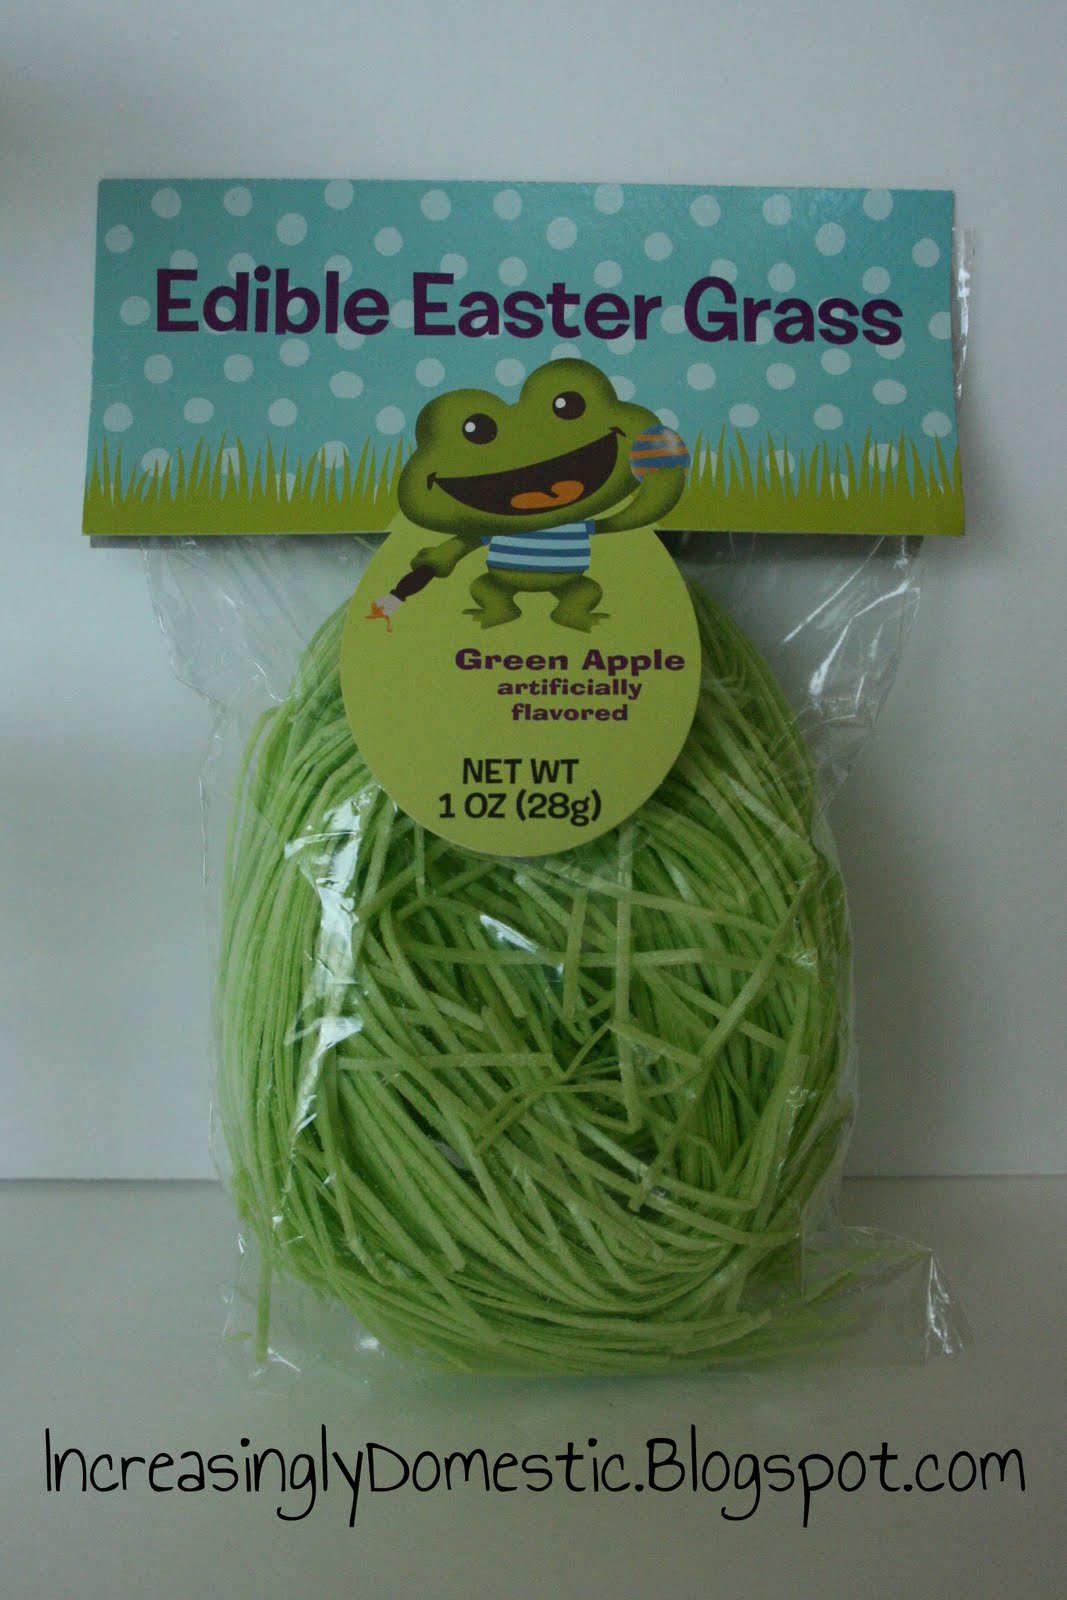 Edible Easter Grass
Green Apple
artificially
flavored
NET WT
1 OZ (28g)
IncreasinglyDomestic.Blogspot.com